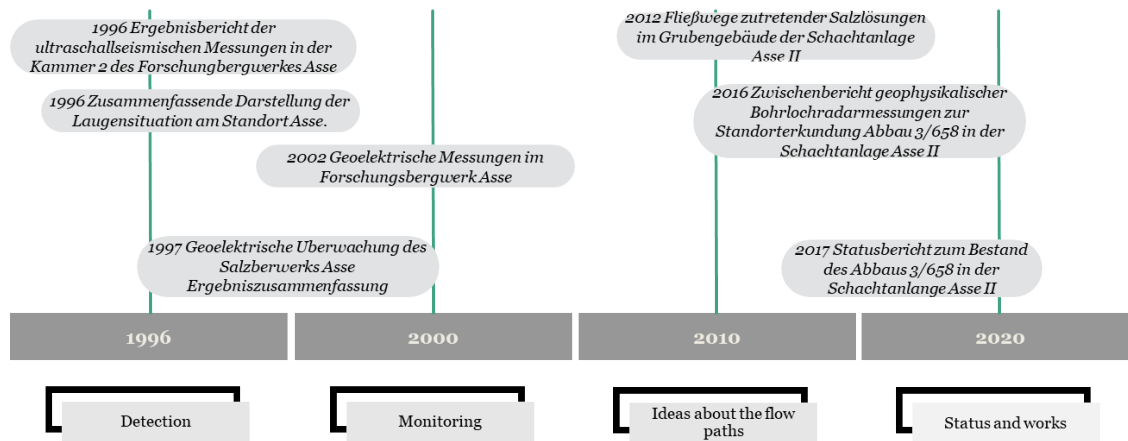 1996 Ergebnisbericht der
ultraschallseismischen Messungen in der
Kammer 2 des Forschungbergwerkes Asse
1996 Zusammenfassende Darstellung der
Laugensituation am Standort Asse.
2002 Geoelektrische Messungen im
Forschungsbergwerk Asse
1997 Geoelektrische Uberwachung des
Salzberwerks Asse
Ergebniszusammenfassung
2012 Fließwege zutretender Salzlösungen
im Grubengebäude der Schachtanlage
Asse II
2016 Zwischenbericht geophysikalischer
Bohrlochradarmessungen zur
Standorterkundung Abbau 3/658 in der
Schachtanlage Asse II
2017 Statusbericht zum Bestand
des Abbaus 3/658 in der
Schachtanlange Asse II
1996
2000
2010
2020
Detection
Monitoring
Ideas about the flow
paths
Status and works